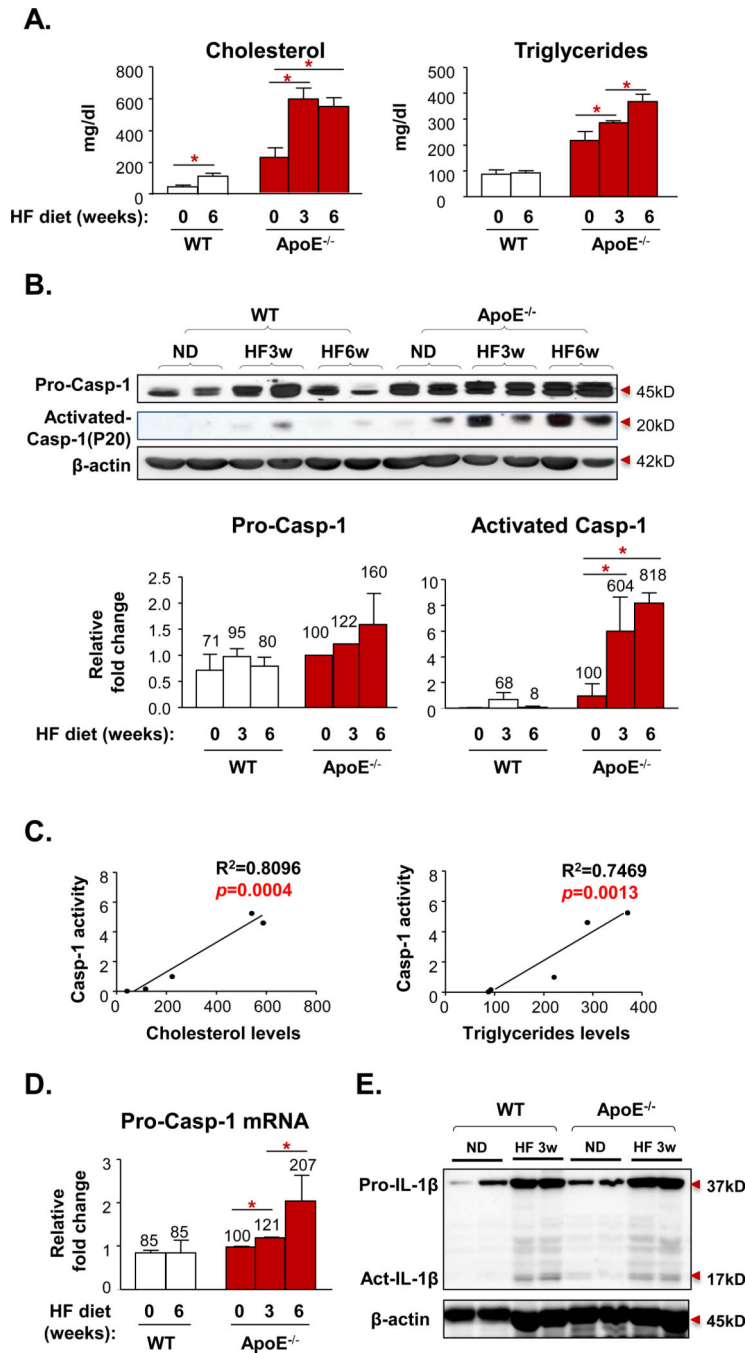 A.
Cholesterol
Triglycerides
mg/dl
800
600
400
200
0
*
*
*
mg/dl
500
400
300
200
100
0
*
*
HF diet (weeks):
0 6
0 3 6
0 6
0 3 6
WT
ApoE-/-
WT
ApoE-/-
B.
WT
ApoE-/-
ND
HF3w
HF6w
ND
HF3w
HF6w
Pro-Casp-1
45kD
Activated-
Casp-1(P20)
20kD
β-actin
42kD
Pro-Casp-1
Activated Casp-1
Relative
fold change
2.5
2.0
1.5
1.0
0.5
0.0
71
95
80
100
122
160
10
8
6
4
2
0
68
8
100
604
818
*
*
HF diet (weeks):
0 3 6
0 3 6
0 3 6
0 3 6
WT
ApoE-/-
WT
ApoE-/-
C.
R2=0.8096
p=0.0004
Casp-1 activity
8
6
4
2
0
0 200 400 600 800
Cholesterol levels
R2=0.7469
p=0.0013
Casp-1 activity
8
6
4
2
0
0 100 200 300 400
Triglycerides levels
D.
Pro-Casp-1 mRNA
Relative
fold change
3
2
1
0
85
85
100
121
207
*
*
HF diet
(weeks):
0 6
0 3 6
WT
ApoE-/-
E.
WT
ApoE-/-
ND
HF 3w
ND
HF 3w
Pro-IL-1β
37kD
Act-IL-1β
17kD
β-actin
45kD